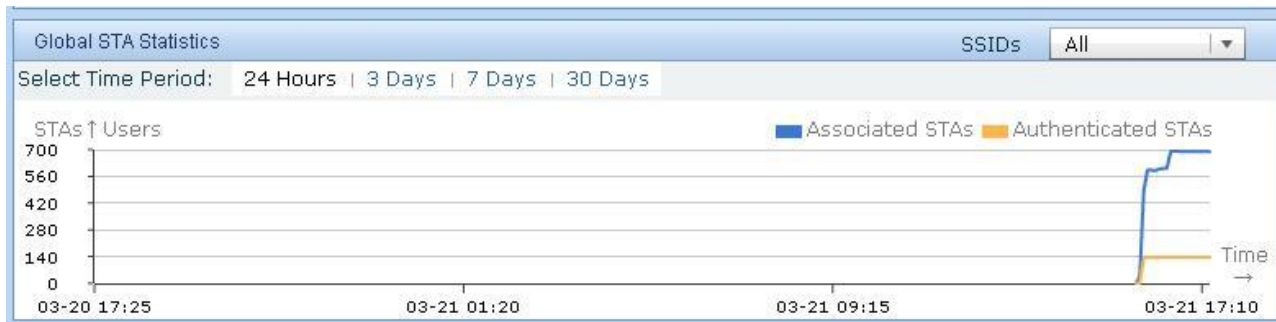 Global STA Statistics SSIDs All
Select Time Period: 24 Hours | 3 Days | 7 Days | 30 Days
STAs↑Users Associated STAs Authenticated STAs
700
560
420
280
140
0
Time
→
03-20 17:25 03-21 01:20 03-21 09:15 03-21 17:10